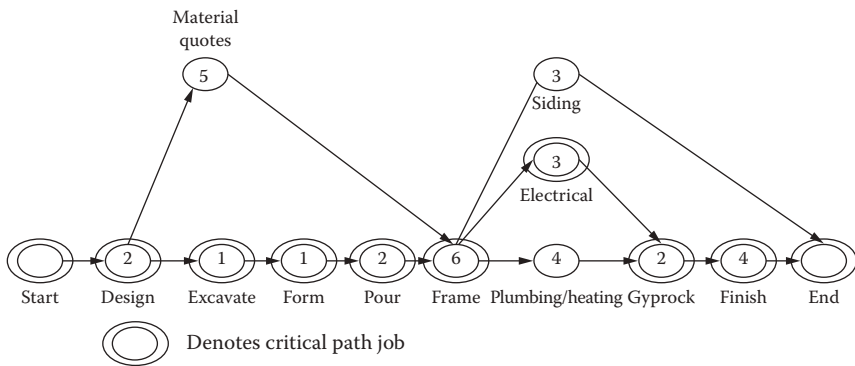 Material
quotes
5
3
Siding
3
Electrical
2
1
1
2
6
4
2
4
Start
Design
Excavate
Form
Pour
Frame
Plumbing/heating
Gyprock
Finish
End
Denotes critical path job